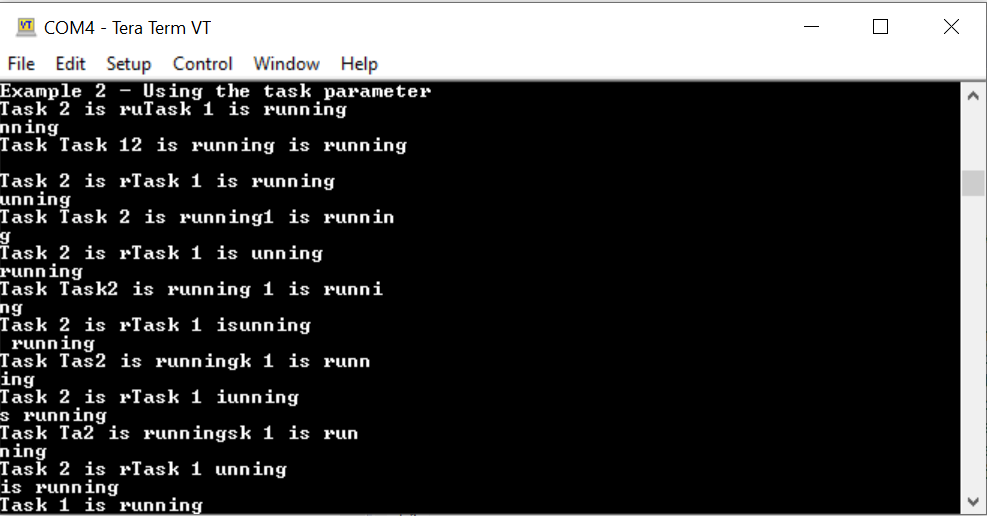 COM4 - Tera Term VT
File Edit Setup Control Window Help
Example 2 - Using the task parameter
Task 2 is ruTask 1 is running
nning
Task Task 12 is running is running

Task 2 is rTask 1 is running
unning
Task Task 2 is running1 is runnin
g
Task 2 is rTask 1 is unning
running
Task Task2 is running 1 is runni
ng
Task 2 is rTask 1 isunning
 running
Task Tas2 is runningk 1 is runn
ing
Task 2 is rTask 1 iunning
s running
Task Ta2 is runningsk 1 is run
ning
Task 2 is rTask 1 unning
is running
Task 1 is running